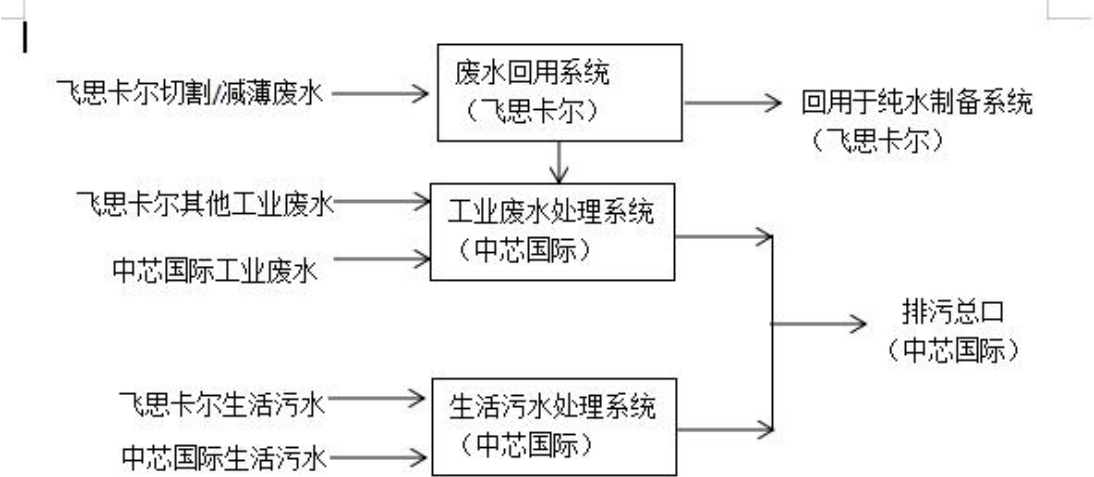 飞思卡尔切割/减薄废水
废水回用系统
（飞思卡尔）
回用于纯水制备系统
（飞思卡尔）
飞思卡尔其他工业废水
中芯国际工业废水
工业废水处理系统
（中芯国际）
排污总口
（中芯国际）
飞思卡尔生活污水
中芯国际生活污水
生活污水处理系统
（中芯国际）